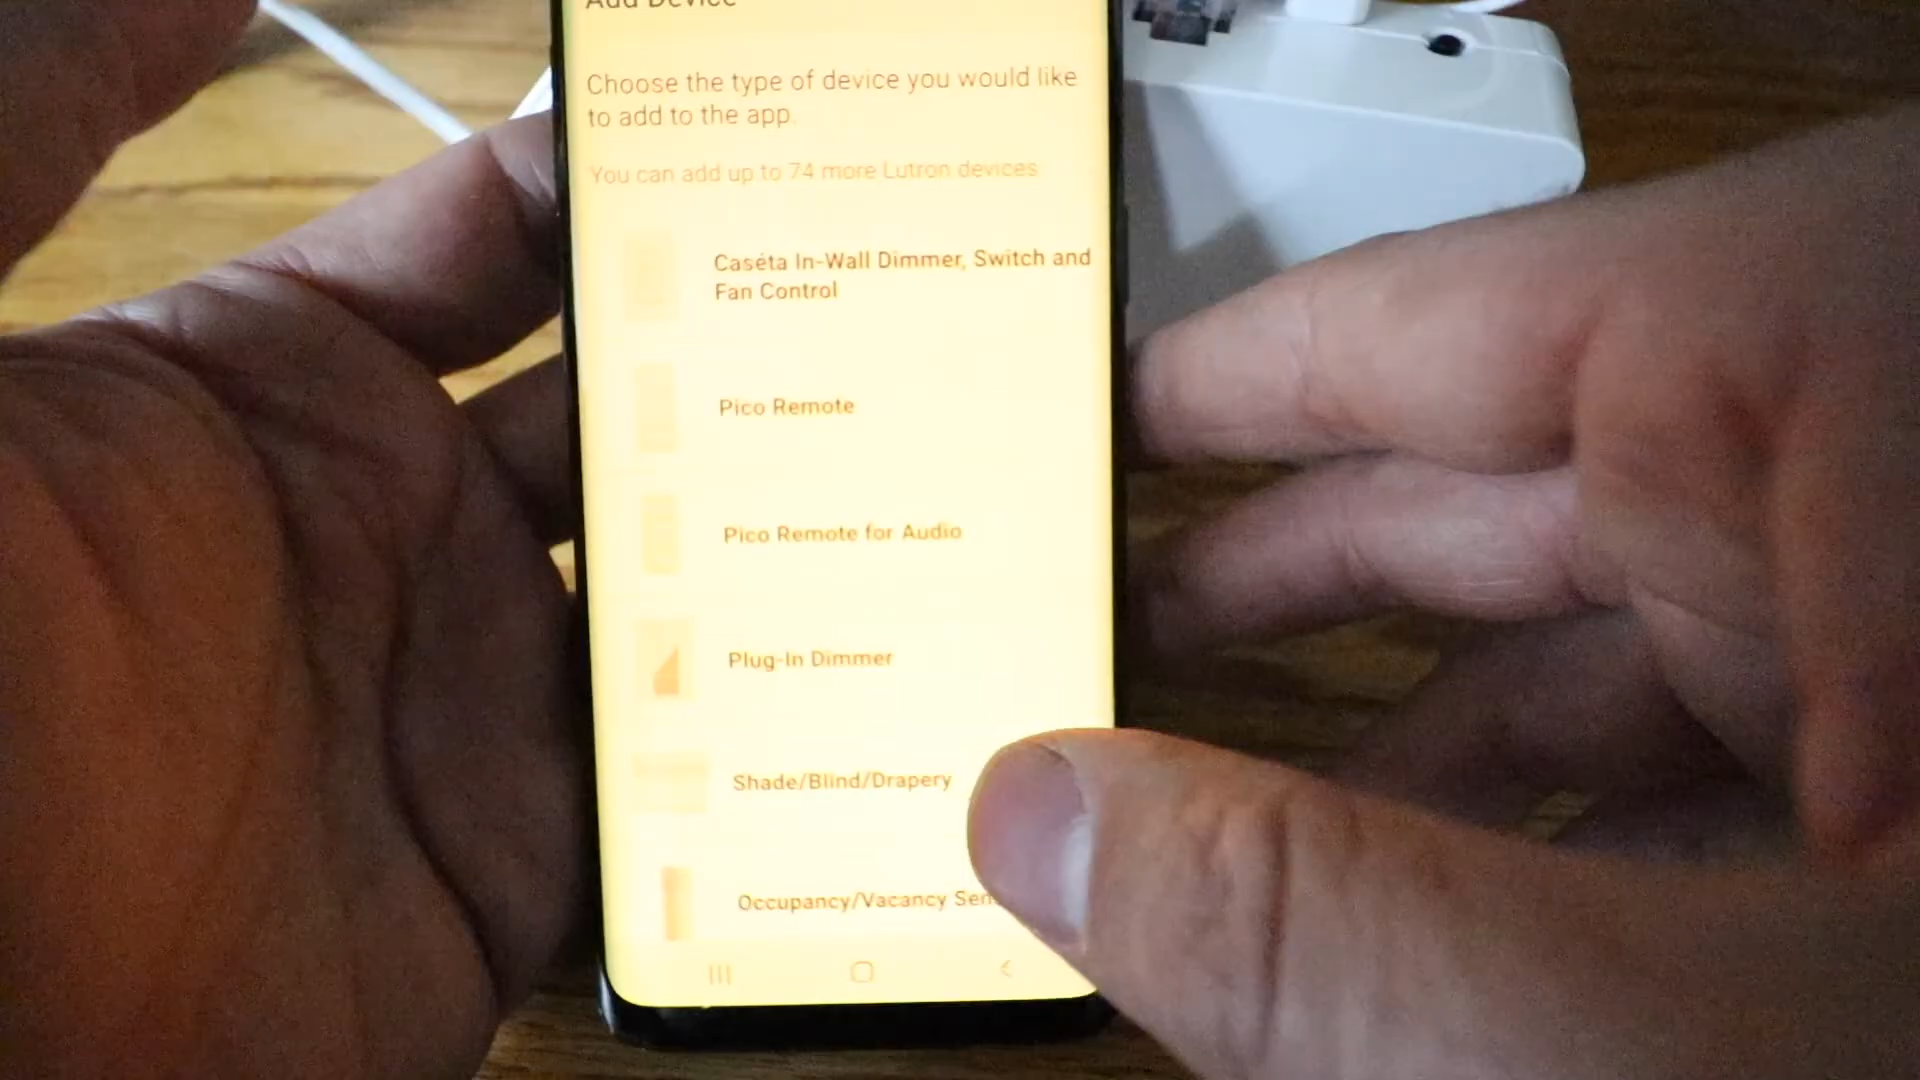 Add Device
Choose the type of device you would like
to add to the app.
You can add up to 74 more Lutron devices
Caséta In-Wall Dimmer, Switch and
Fan Control
Pico Remote
Pico Remote for Audio
Plug-In Dimmer
Shade/Blind/Drapery
Occupancy/Vacancy